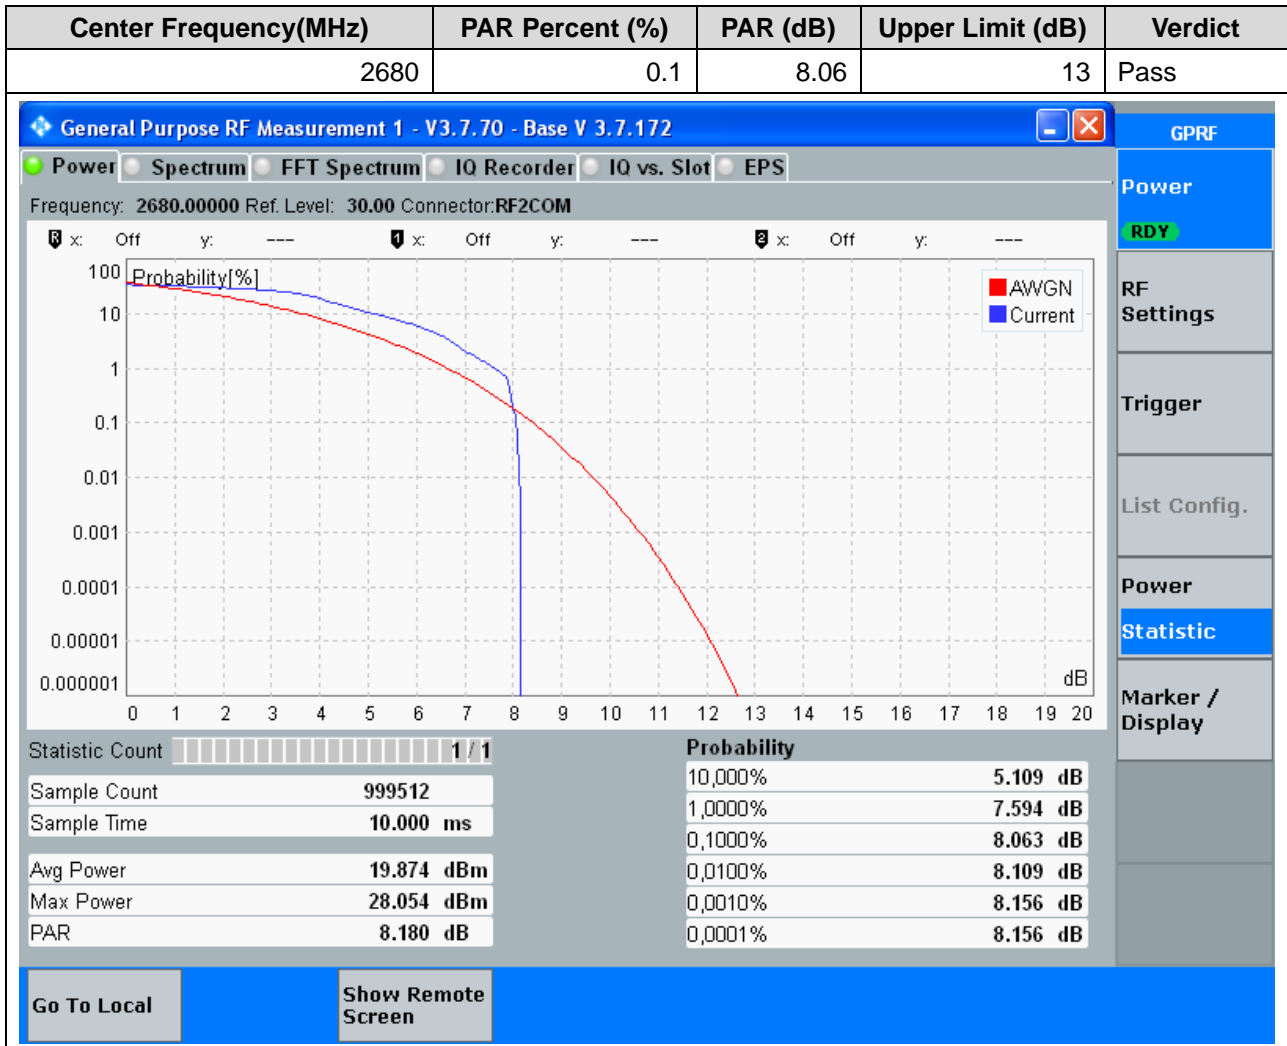 Center Frequency(MHz) PAR Percent (%) PAR (dB) Upper Limit (dB) Verdict
2680 0.1 8.06 13 Pass
General Purpose RF Measurement 1 - V3.7.70 - Base V 3.7.172
GPRF
Power Spectrum FFT Spectrum IQ Recorder IQ vs. Slot EPS
Frequency: 2680.00000 Ref. Level: 30.00 Connector:RF2COM
R x: Off y: --- 1 x: Off y: --- 2 x: Off y: ---
Probability[%]
AWGN
Current
100
10
1
0.1
0.01
0.001
0.0001
0.00001
0.000001
dB
0 1 2 3 4 5 6 7 8 9 10 11 12 13 14 15 16 17 18 19 20
Statistic Count 1 / 1
Sample Count 999512
Sample Time 10.000 ms
Avg Power 19.874 dBm
Max Power 28.054 dBm
PAR 8.180 dB
Probability
10,000% 5.109 dB
1,0000% 7.594 dB
0,1000% 8.063 dB
0,0100% 8.109 dB
0,0010% 8.156 dB
0,0001% 8.156 dB
Power
RDY
RF
Settings
Trigger
List Config.
Power
Statistic
Marker /
Display
Go To Local
Show Remote
Screen